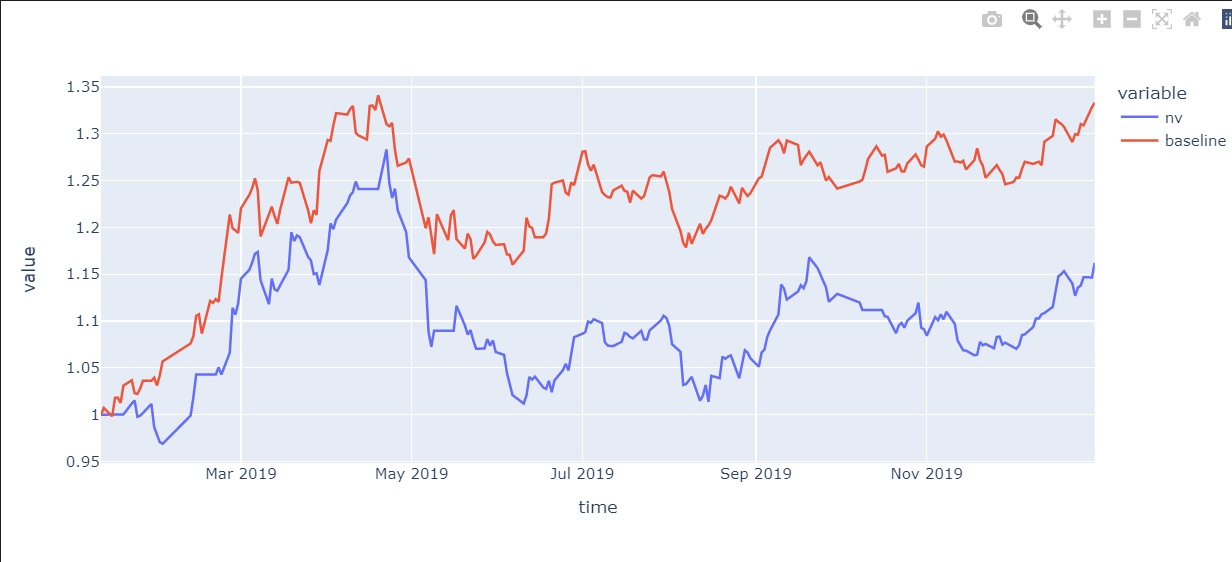 variable
nv
baseline
value
1.35
1.3
1.25
1.2
1.15
1.1
1.05
1
0.95
Mar 2019
May 2019
Jul 2019
Sep 2019
Nov 2019
time